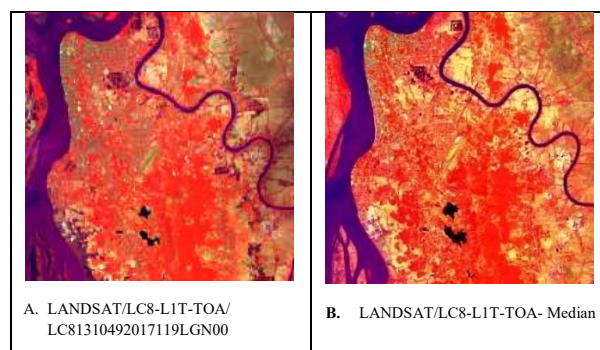 A. LANDSAT/LC8-L1T-TOA/
LC81310492017119LGN00
B. LANDSAT/LC8-L1T-TOA- Median